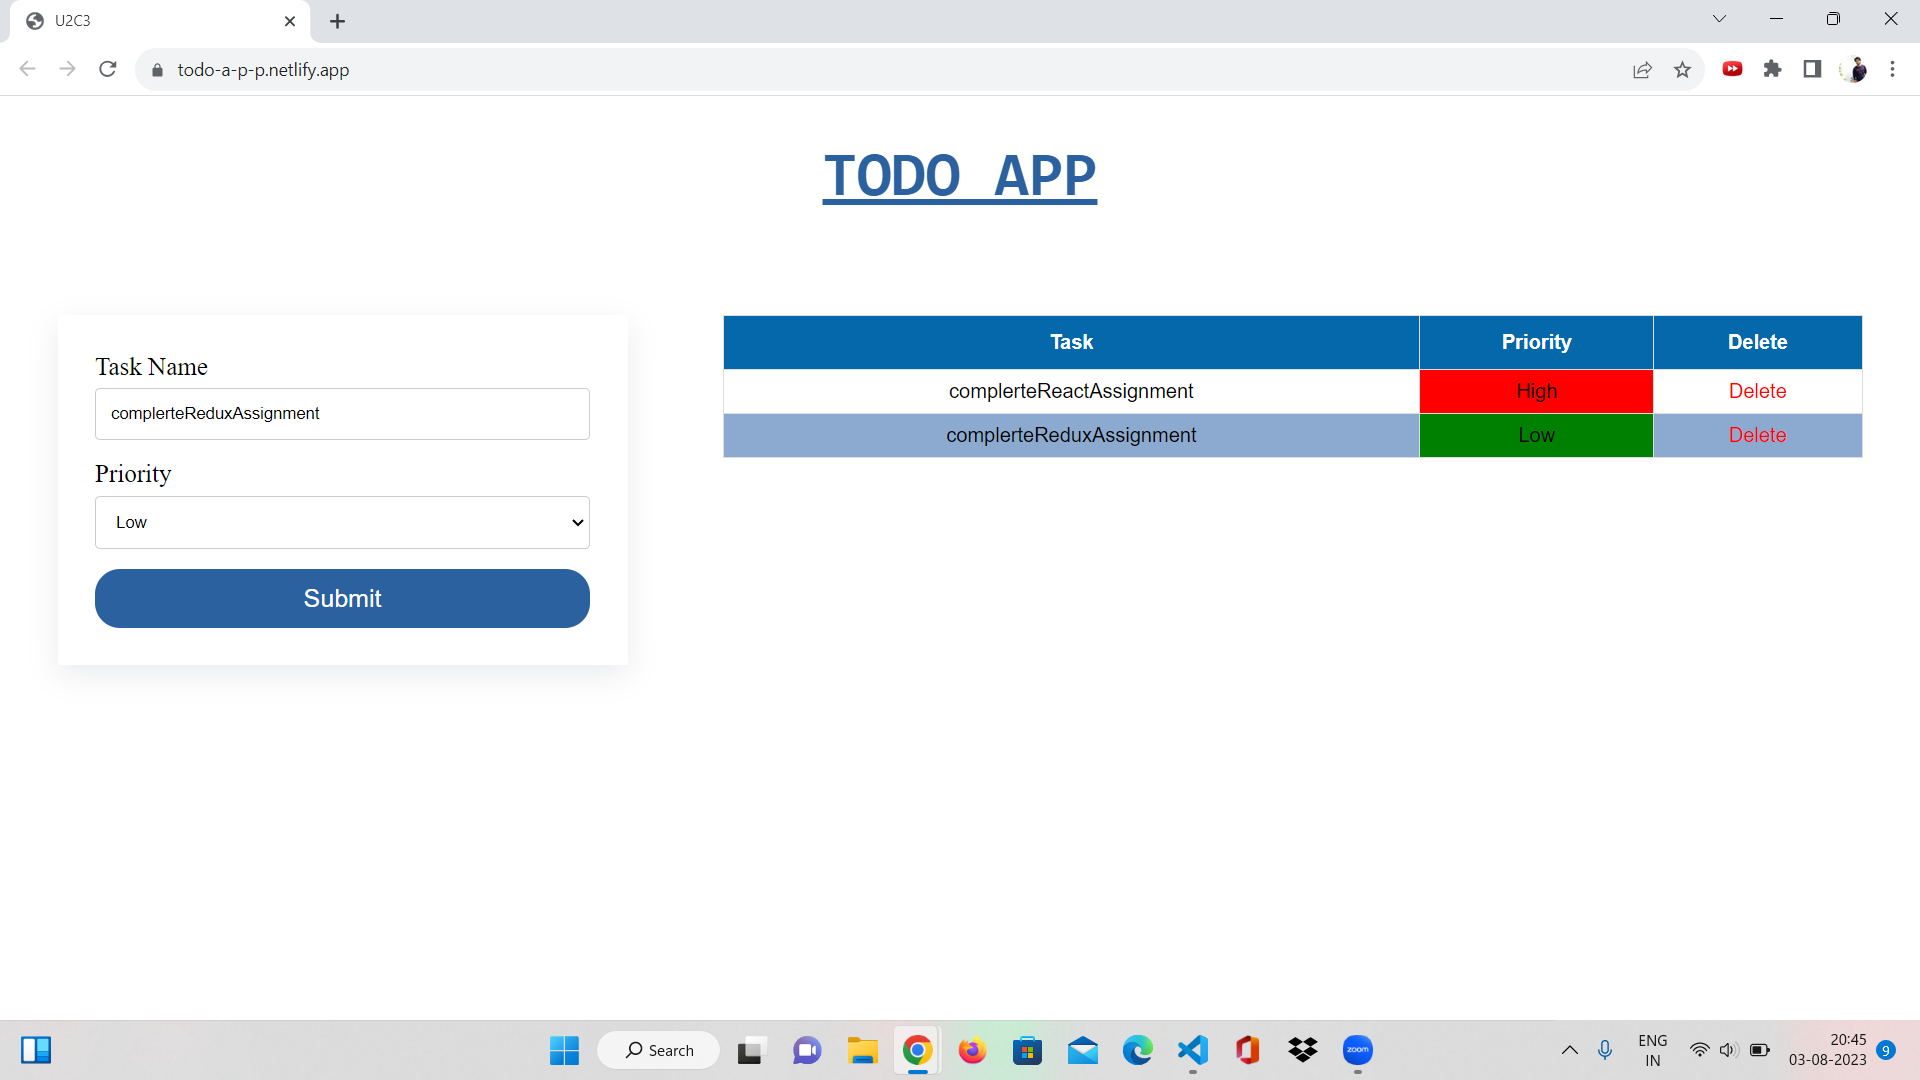 U2C3
todo-a-p-p.netlify.app
TODO APP
Task Name
complerteReduxAssignment
Priority
Low
Submit
Task Priority Delete
complerteReactAssignment High Delete
complerteReduxAssignment Low Delete
Search
zoom
ENG
IN
20:45
03-08-2023
9